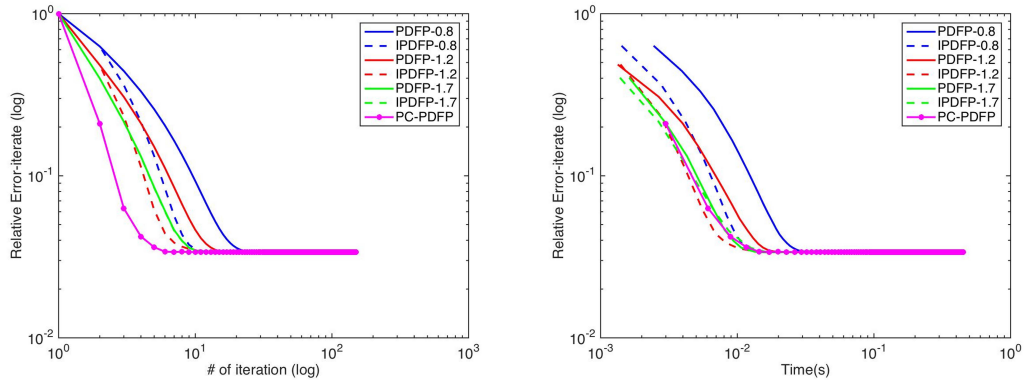 10^0
10^-1
10^-2
Relative Error-iterate (log)
10^0
10^1
10^2
10^3
# of iteration (log)
PDFP-0.8
IPDFP-0.8
PDFP-1.2
IPDFP-1.2
PDFP-1.7
IPDFP-1.7
PC-PDFP
10^0
10^-1
10^-2
Relative Error-iterate (log)
10^-3
10^-2
10^-1
10^0
Time(s)
PDFP-0.8
IPDFP-0.8
PDFP-1.2
IPDFP-1.2
PDFP-1.7
IPDFP-1.7
PC-PDFP